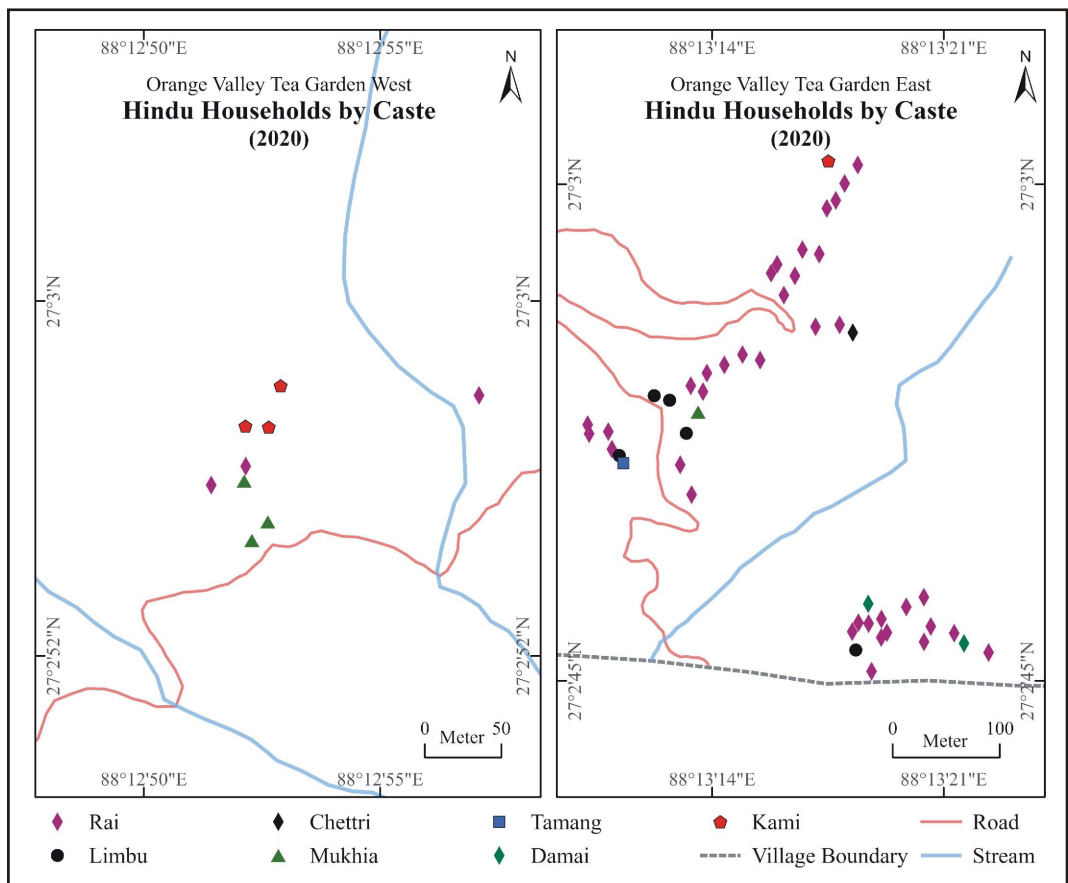 88°12'50"E 88°12'55"E
N
Orange Valley Tea Garden West
Hindu Households by Caste
(2020)
27°3'N 27°3'N
27°2'52"N 27°2'52"N
0 50
Meter
88°12'50"E 88°12'55"E
88°13'14"E 88°13'21"E
N
Orange Valley Tea Garden East
Hindu Households by Caste
(2020)
27°3'N 27°3'N
27°2'45"N 27°2'45"N
0 100
Meter
88°13'14"E 88°13'21"E
Rai Chettri Tamang Kami Road
Limbu Mukhia Damai Village Boundary Stream